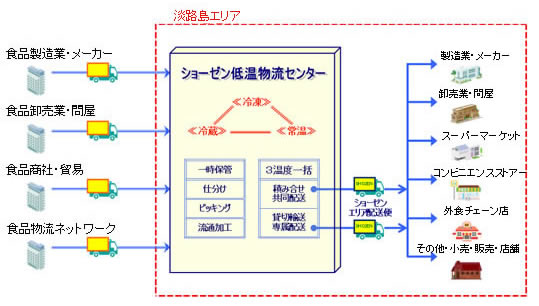 淡路島エリア
食品製造業・メーカー
食品卸売業・問屋
食品商社・貿易
食品物流ネットワーク
ショーゼン低温物流センター
≪冷凍≫
≪冷蔵≫
≪常温≫
一時保管
仕分け
ピッキング
流通加工
3温度一括
積み合せ
共同配送
貸切輸送
専属配送
ショーゼン
エリア配送便
製造業・メーカー
卸売業・問屋
スーパーマーケット
コンビニエンスストアー
外食チェーン店
その他・小売・販売・店舗